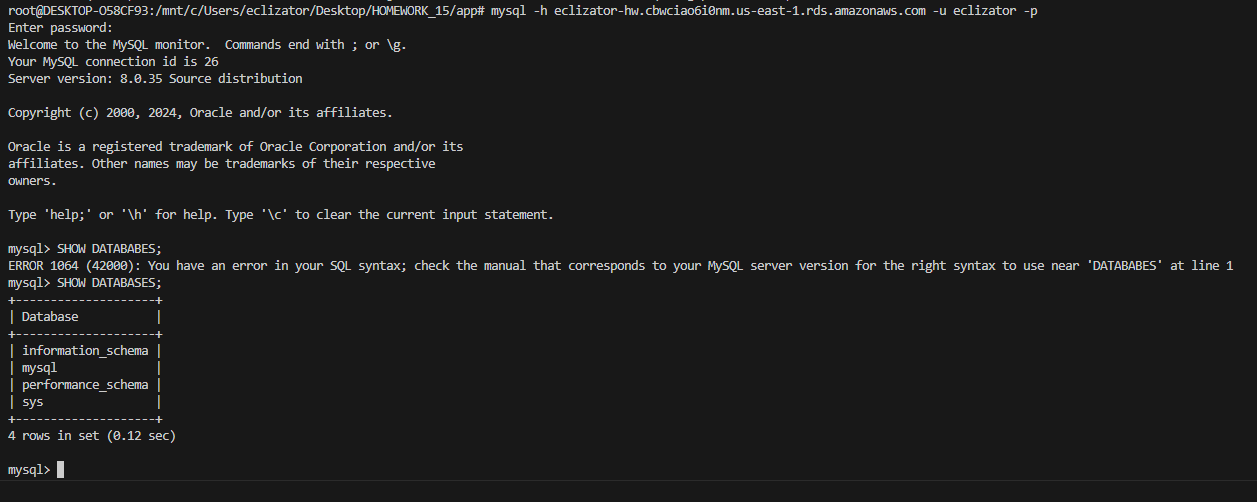 root@DESKTOP-O58CF93:/mnt/c/Users/eclizator/Desktop/HOMEWORK_15/app# mysql -h eclizator-hw.cbwciao6i0nm.us-east-1.rds.amazonaws.com -u eclizator -p
Enter password:
Welcome to the MySQL monitor.  Commands end with ; or \g.
Your MySQL connection id is 26
Server version: 8.0.35 Source distribution

Copyright (c) 2000, 2024, Oracle and/or its affiliates.

Oracle is a registered trademark of Oracle Corporation and/or its
affiliates. Other names may be trademarks of their respective
owners.

Type 'help;' or '\h' for help. Type '\c' to clear the current input statement.

mysql> SHOW DATABABES;
ERROR 1064 (42000): You have an error in your SQL syntax; check the manual that corresponds to your MySQL server version for the right syntax to use near 'DATABABES' at line 1
mysql> SHOW DATABASES;
+--------------------+
| Database           |
+--------------------+
| information_schema |
| mysql              |
| performance_schema |
| sys                |
+--------------------+
4 rows in set (0.12 sec)

mysql>